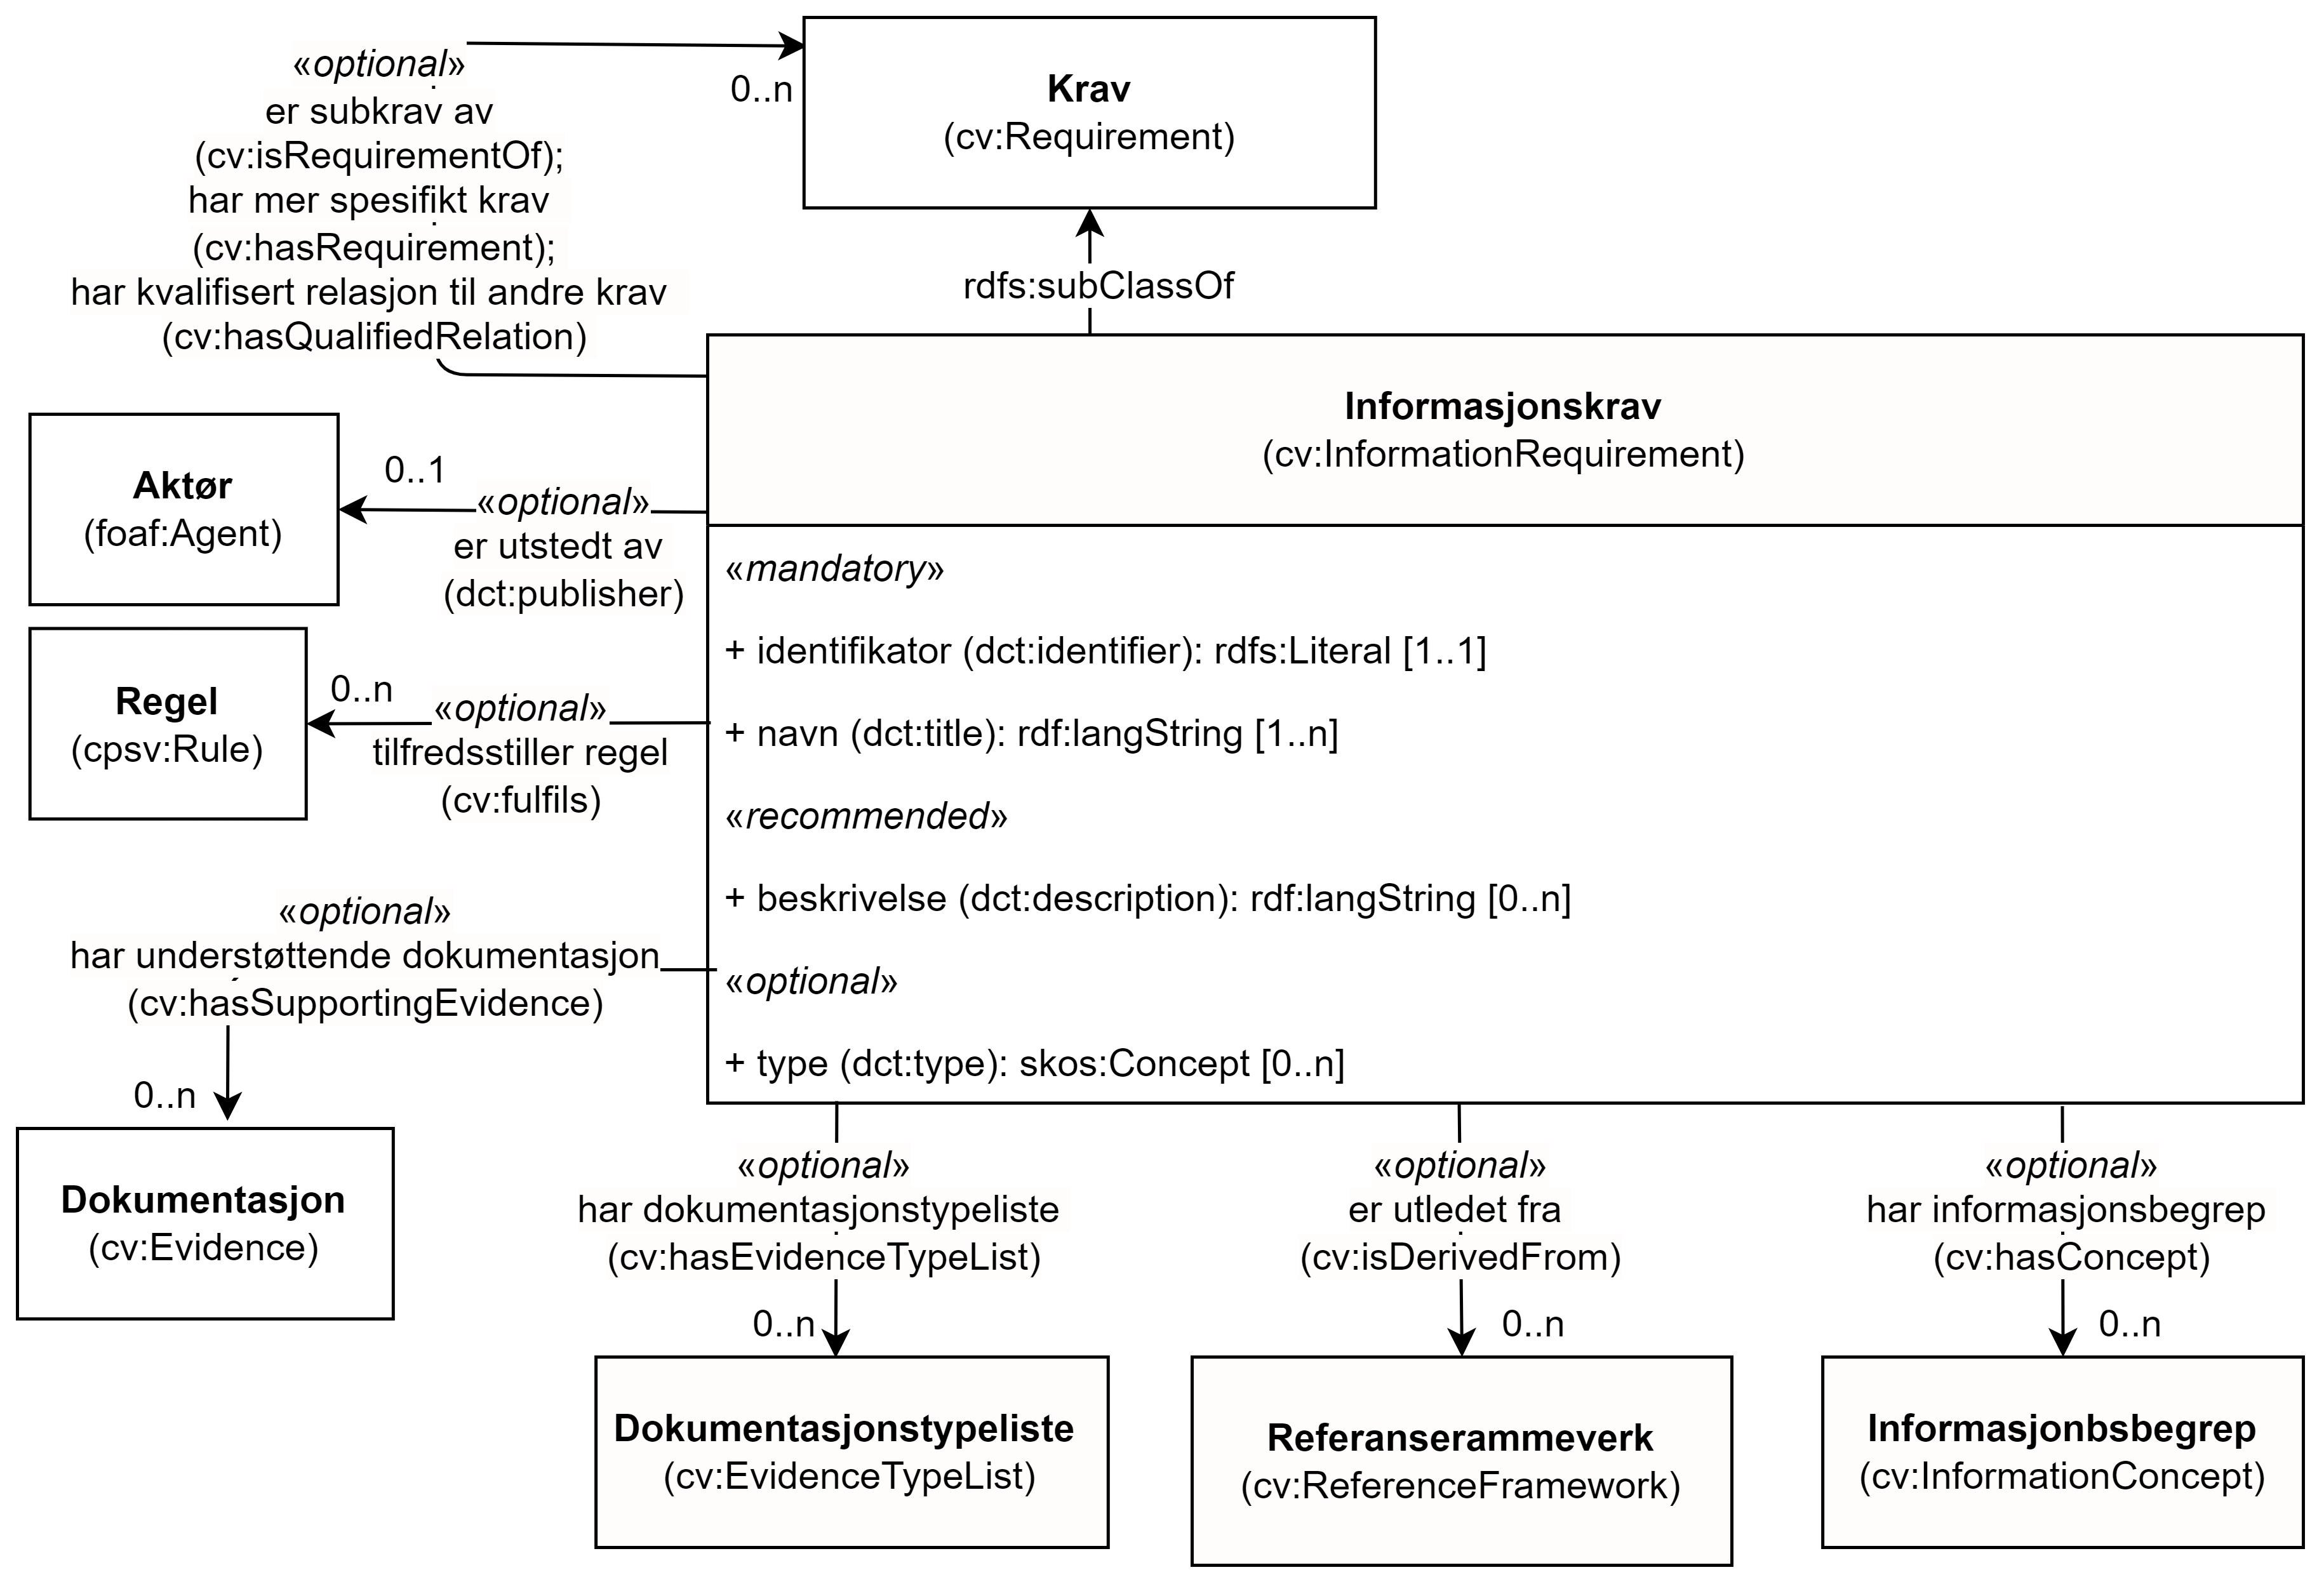 «optional»
er subkrav av
(cv:isRequirementOf);
har mer spesifikt krav
(cv:hasRequirement);
har kvalifisert relasjon til andre krav
(cv:hasQualifiedRelation)
0..n
Krav
(cv:Requirement)
rdfs:subClassOf
Informasjonskrav
(cv:InformationRequirement)
«mandatory»
+ identifikator (dct:identifier): rdfs:Literal [1..1]
+ navn (dct:title): rdf:langString [1..n]
«recommended»
+ beskrivelse (dct:description): rdf:langString [0..n]
«optional»
+ type (dct:type): skos:Concept [0..n]
Aktør
(foaf:Agent)
0..1
«optional»
er utstedt av
(dct:publisher)
Regel
(cpsv:Rule)
0..n
«optional»
tilfredsstiller regel
(cv:fulfils)
«optional»
har understøttende dokumentasjon
(cv:hasSupportingEvidence)
0..n
Dokumentasjon
(cv:Evidence)
«optional»
har dokumentasjonstypeliste
(cv:hasEvidenceTypeList)
0..n
Dokumentasjonstypeliste
(cv:EvidenceTypeList)
«optional»
er utledet fra
(cv:isDerivedFrom)
0..n
Referanserammeverk
(cv:ReferenceFramework)
«optional»
har informasjonsbegrep
(cv:hasConcept)
0..n
Informasjonbsbegrep
(cv:InformationConcept)